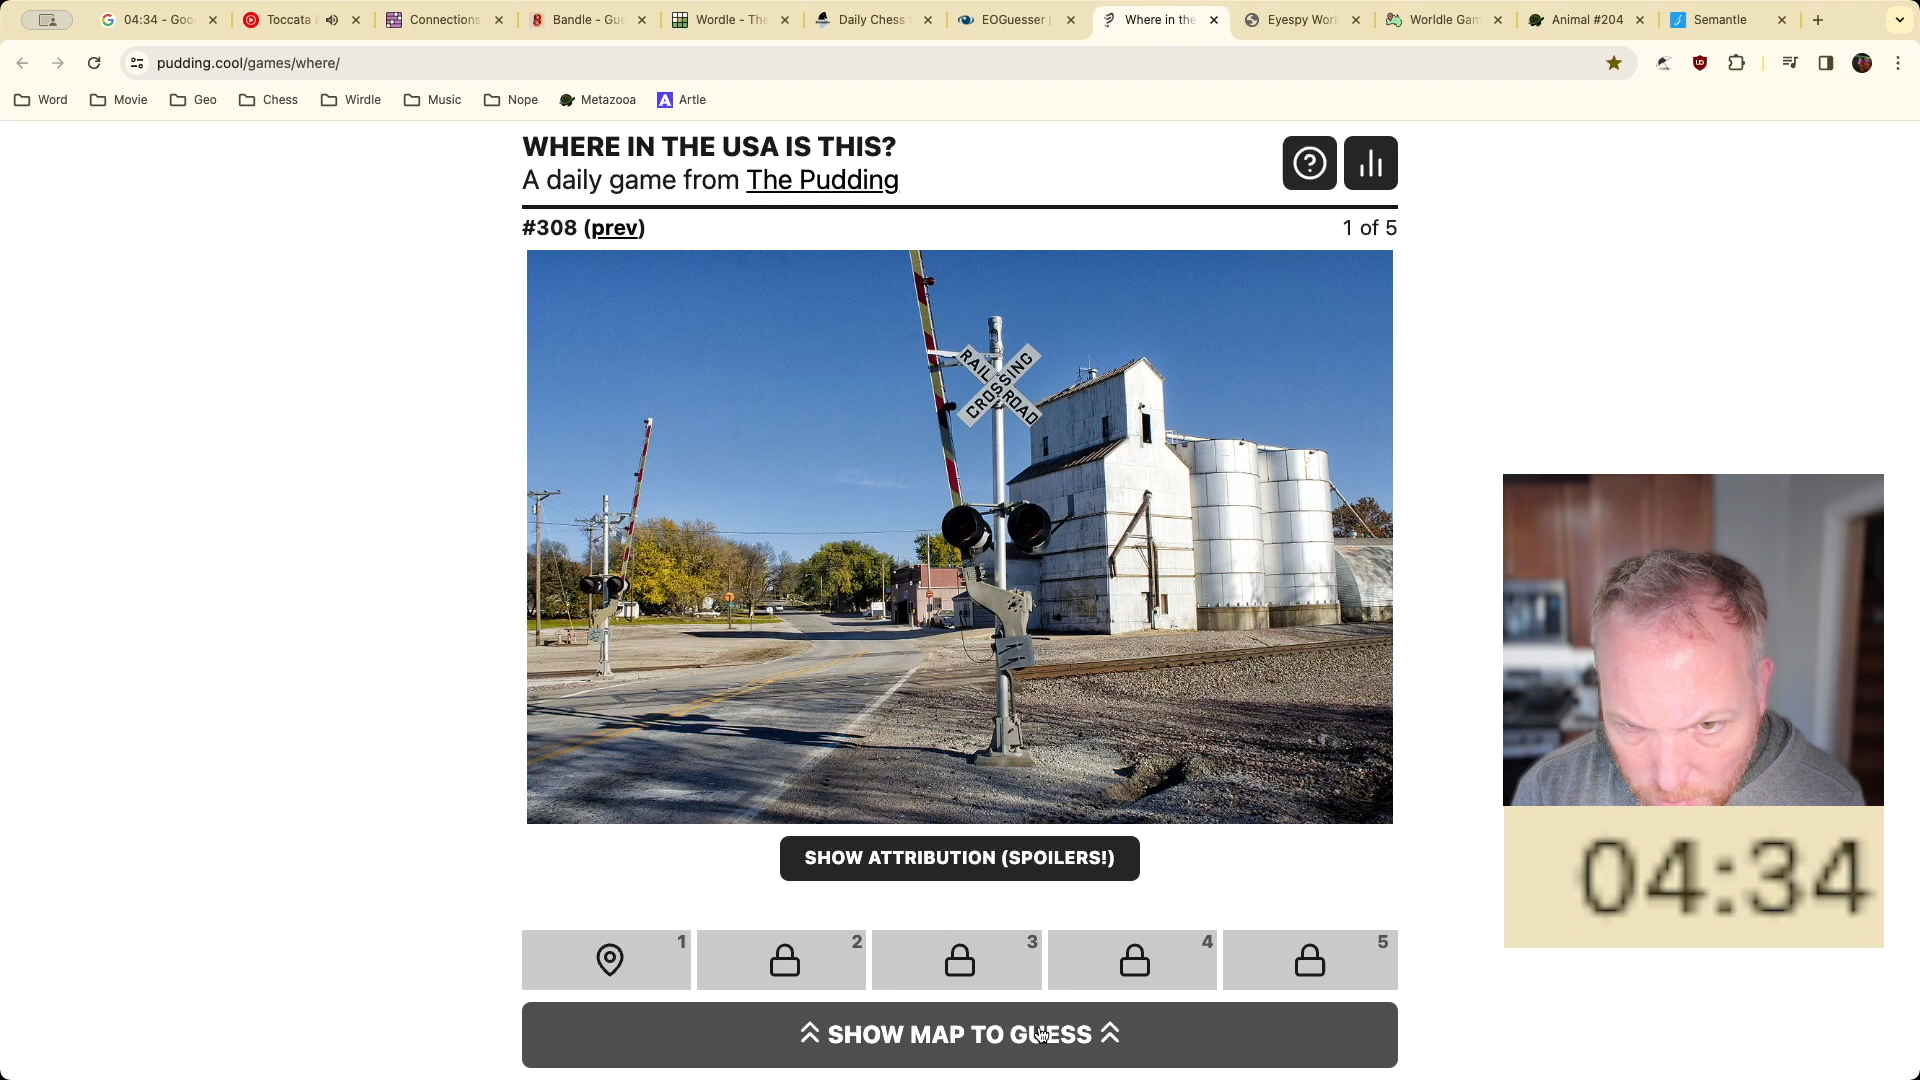 04:34 - Goo
Toccata
Connections
Bandle - Gu
Wordle - The
Daily Chess
EOGuesser
Where in the
Eyespy Worl
Worldle Gam
Animal #204
Semantle
pudding.cool/games/where/
Word
Movie
Geo
Chess
Wirdle
Music
Nope
Metazooa
A Artle
WHERE IN THE USA IS THIS?
A daily game from The Pudding
#308 (prev)
1 of 5
RAILROAD
CROSSING
SHOW ATTRIBUTION (SPOILERS!)
1
2
3
4
5
SHOW MAP TO GUESS
04:34